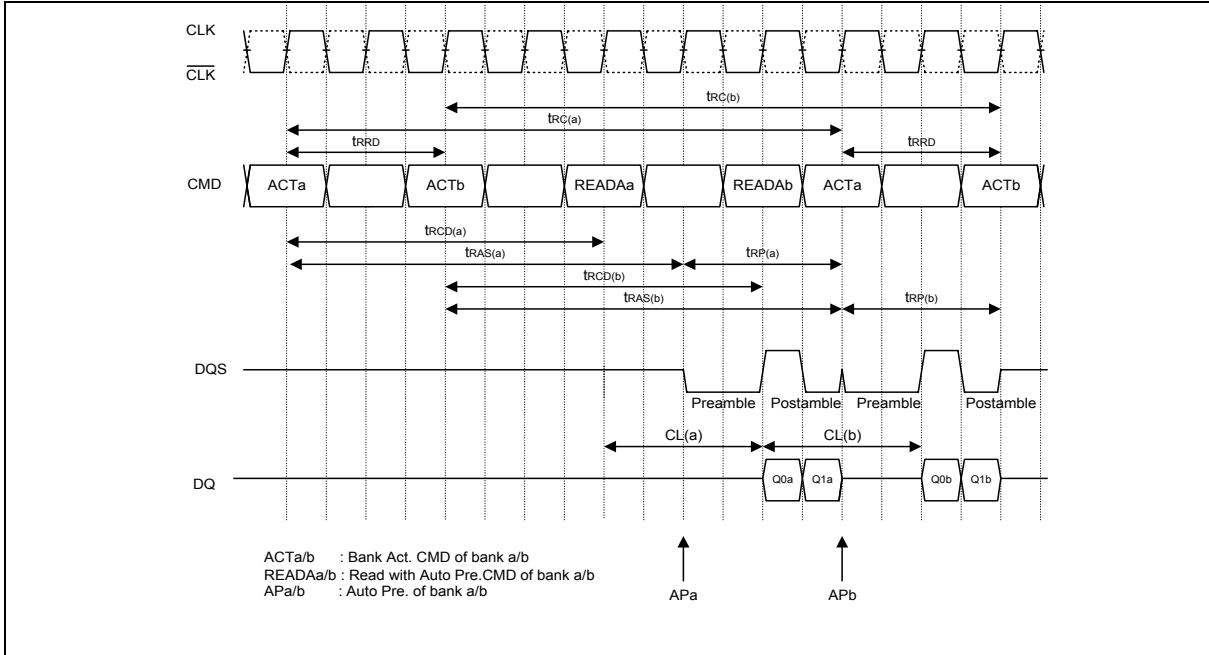 CLK
CLK
tRC(b)
tRC(a)
tRRD tRRD
CMD ACTa ACTb READAa READAb ACTa ACTb
tRCD(a)
tRAS(a) tRP(a)
tRCD(b)
tRAS(b) tRP(b)
DQS
Preamble Postamble Preamble Postamble
CL(a) CL(b)
DQ Q0a Q1a Q0b Q1b
ACTa/b : Bank Act. CMD of bank a/b
READAa/b : Read with Auto Pre.CMD of bank a/b
APa/b : Auto Pre. of bank a/b
APa APb